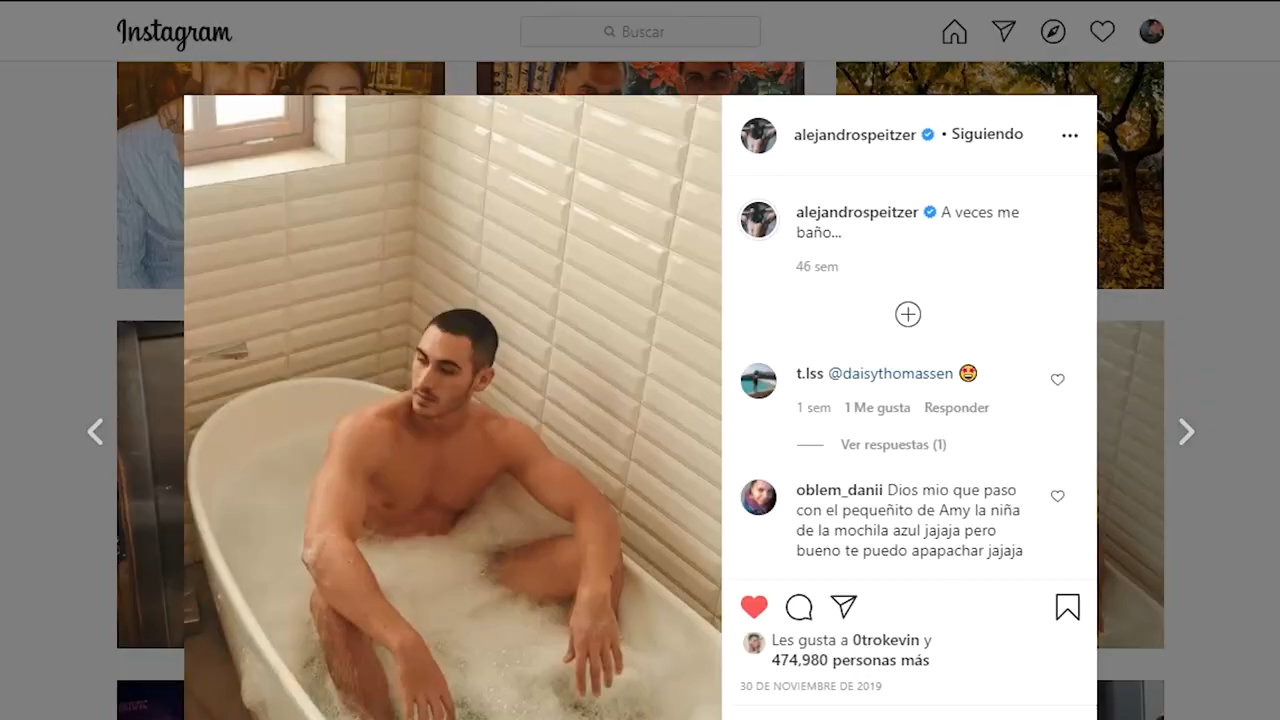 Instagram
Buscar
alejandrospeitzer • Siguiendo
alejandrospeitzer A veces me
baño...
46 sem
t.lss @daisythomassen 🤩
1 sem 1 Me gusta Responder
Ver respuestas (1)
oblem_danii Dios mio que paso
con el pequeñito de Amy la niña
de la mochila azul jajaja pero
bueno te puedo apapachar jajaja
Les gusta a 0trokevin y
474,980 personas más
30 DE NOVIEMBRE DE 2019